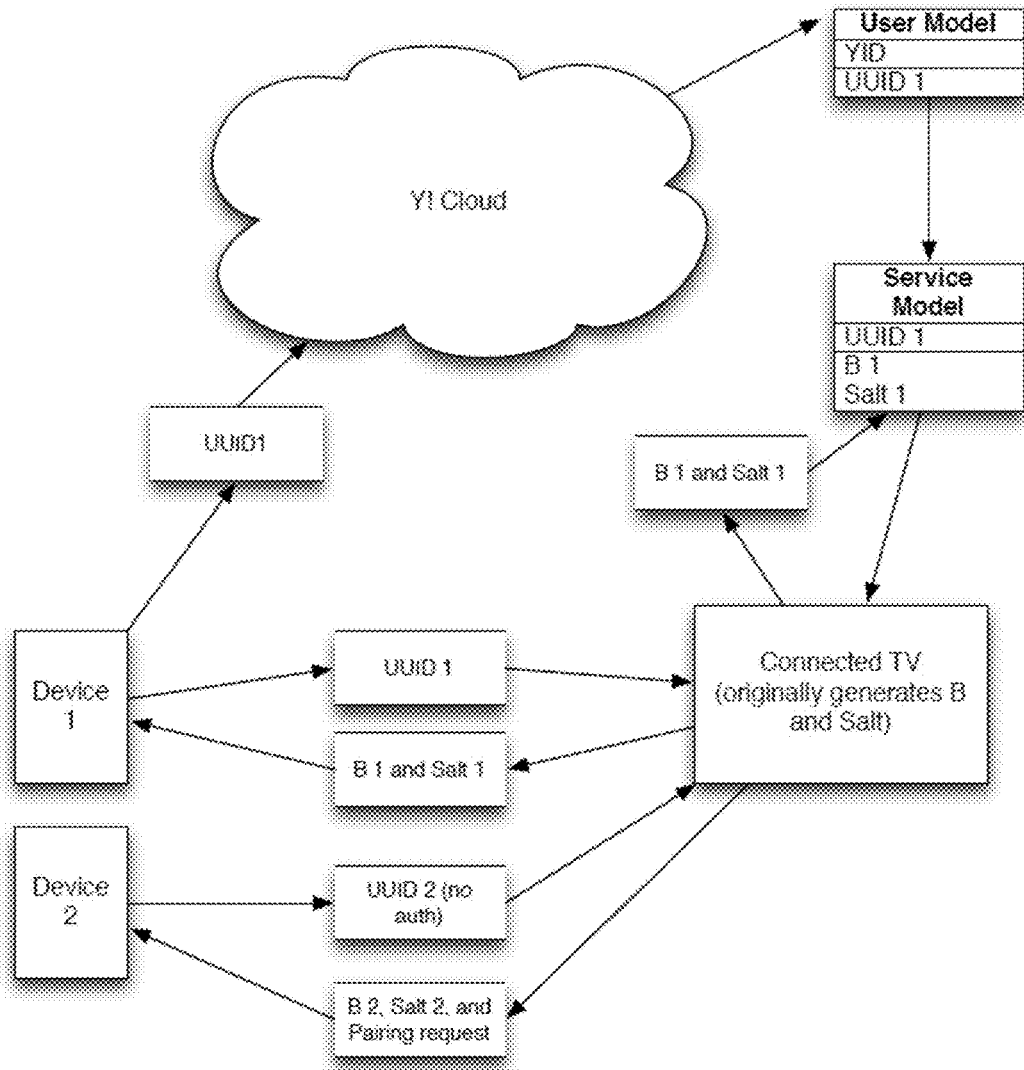 User Model
YID
UUID 1
Y! Cloud
Service
Model
UUID 1
B 1
Salt 1
UUID1
B 1 and Salt 1
Device
1
UUID 1
Connected TV
(originally generates B
and Salt)
B 1 and Salt 1
Device
2
UUID 2 (no
auth)
B 2, Salt 2, and
Pairing request